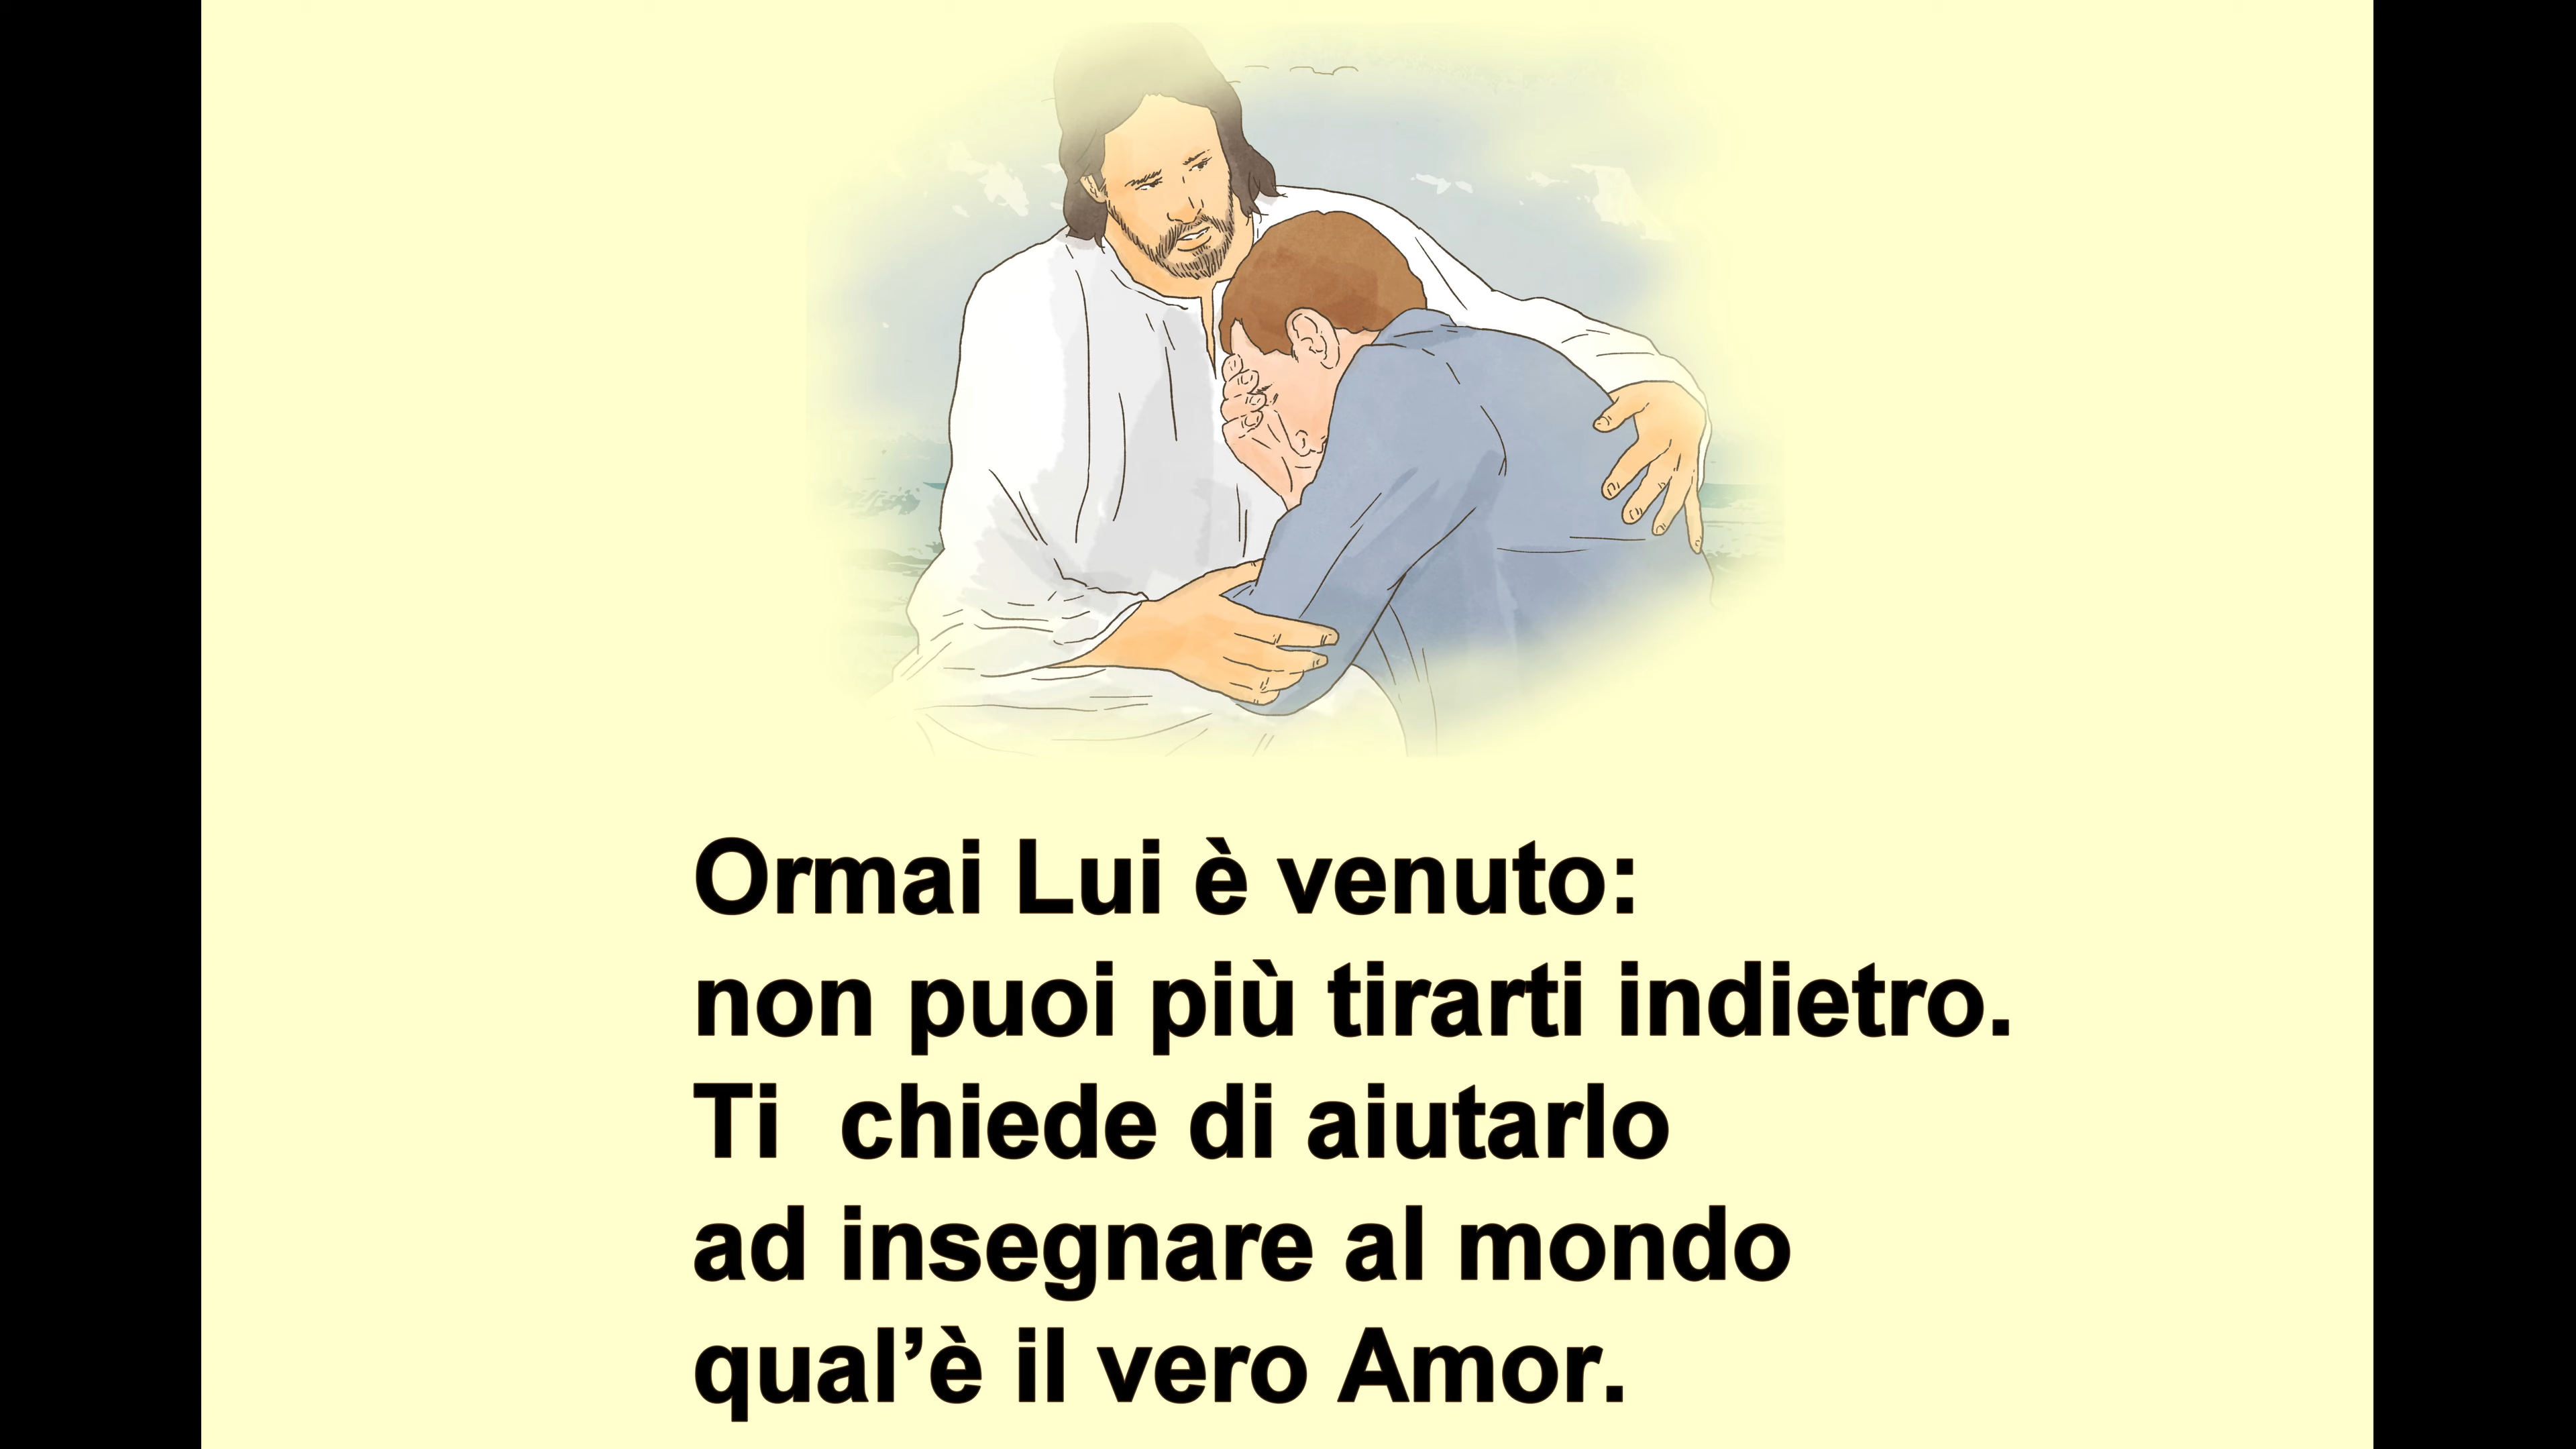 Ormai Lui è venuto:
non puoi più tirarti indietro.
Ti  chiede di aiutarlo
ad insegnare al mondo
qual’è il vero Amor.